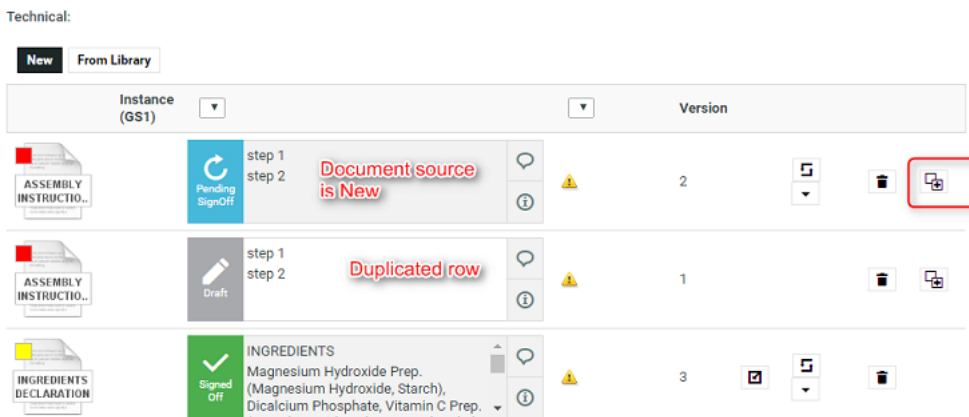 Technical:
New From Library
Instance
(GS1)
Version
ASSEMBLY
INSTRUCTIO..
Pending
SignOff
step 1
step 2
Document source
is New
2
ASSEMBLY
INSTRUCTIO..
Draft
step 1
step 2
Duplicated row
1
INGREDIENTS
DECLARATION
Signed
Off
INGREDIENTS
Magnesium Hydroxide Prep.
(Magnesium Hydroxide, Starch),
Dicalcium Phosphate, Vitamin C Prep.
3